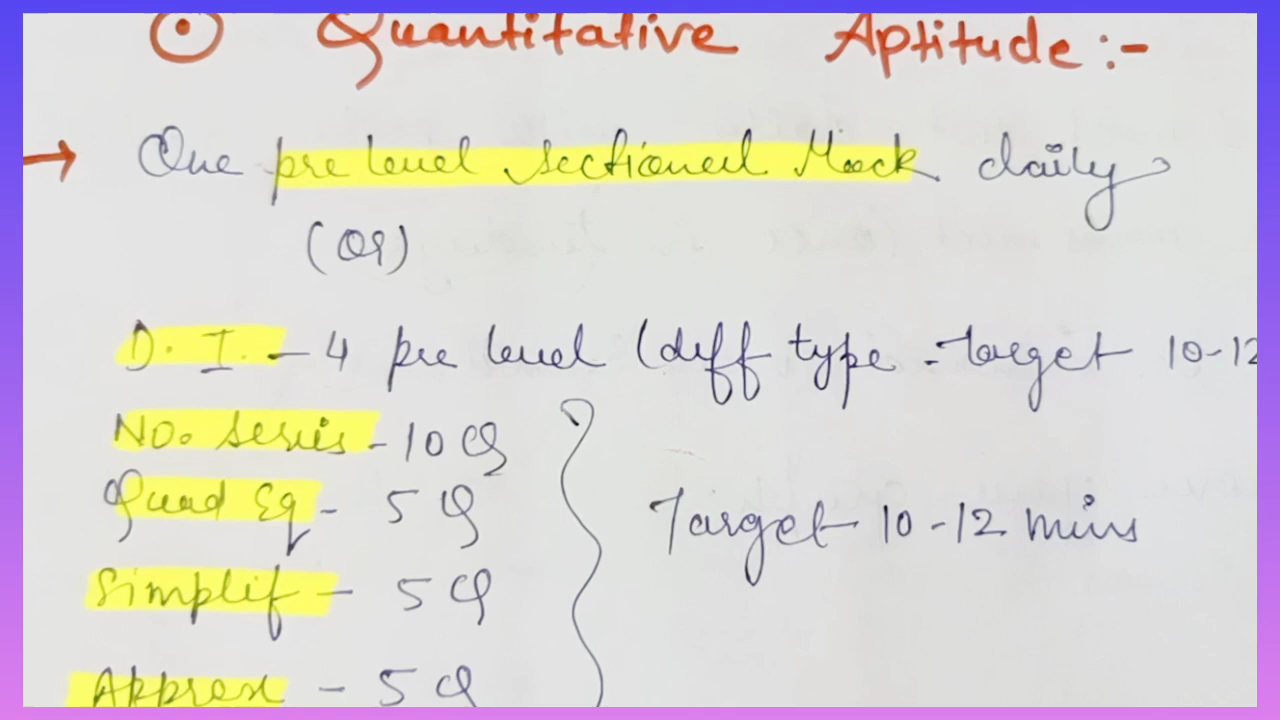 Quantitative Aptitude :-
→ One pre level sectional Mock daily
(OR)
D. I. - 4 pre level (diff type - Target 10-12
No. series - 10 Q
Quad Eq - 5 Q
Target - 10-12 mins
Simplif - 5 Q
Approx - 5 Q